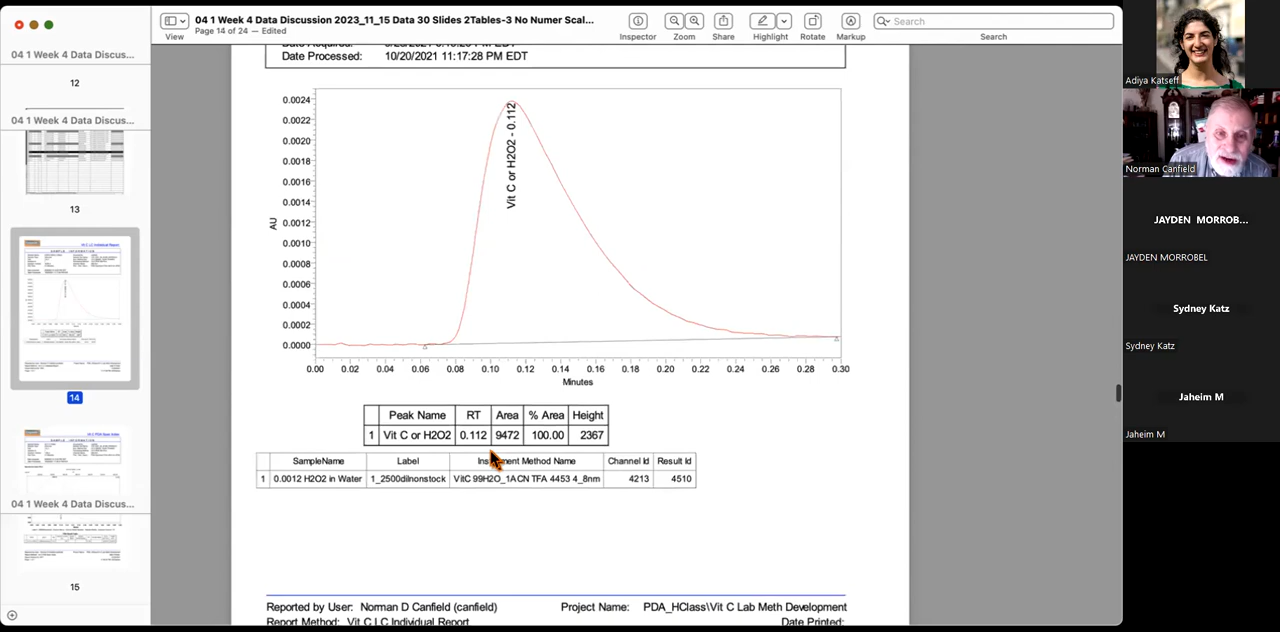 04 1 Week 4 Data Discussion 2023_11_15 Data 30 Slides 2Tables-3 No Numer Scal...
Page 14 of 24 — Edited
View
Inspector
Zoom
Share
Highlight
Rotate
Markup
Search
Search
04 1 Week 4 Data Discus...
12
04 1 Week 4 Data Discus...
13
14
04 1 Week 4 Data Discus...
15
Date Processed: 10/20/2021 11:17:28 PM EDT
AU
0.0024
0.0022
0.0020
0.0018
0.0016
0.0014
0.0012
0.0010
0.0008
0.0006
0.0004
0.0002
0.0000
Vit C or H2O2 - 0.112
0.00 0.02 0.04 0.06 0.08 0.10 0.12 0.14 0.16 0.18 0.20 0.22 0.24 0.26 0.28 0.30
Minutes
Peak Name RT Area % Area Height
1 Vit C or H2O2 0.112 9472 100.00 2367
SampleName Label Method Name Channel Id Result Id
1 0.0012 H2O2 in Water 1_2500dilnonstock VitC 99H2O_1ACN TFA 4453 4_8nm 4213 4510
Reported by User: Norman D Canfield (canfield) Project Name: PDA_HClass\Vit C Lab Meth Development
Report Method: Vit C LC Individual Report Date Printed:
Adiya Katseff
Norman Canfield
JAYDEN MORROB...
JAYDEN MORROBEL
Sydney Katz
Sydney Katz
Jaheim M
Jaheim M